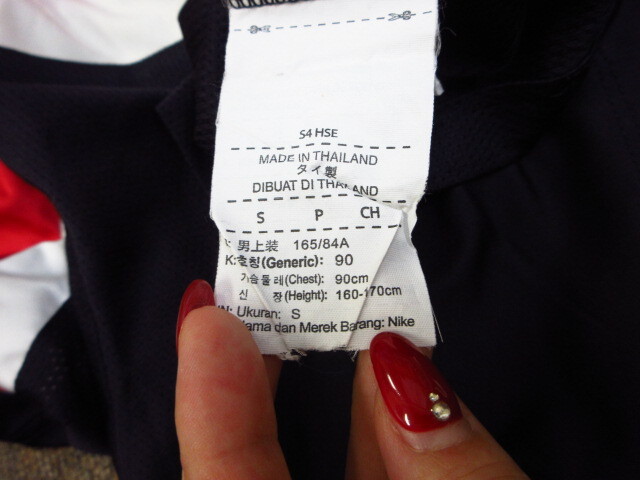 S4 HSE
MADE IN THAILAND
タイ製
DIBUAT DI THAILAND
S P CH
: 男上装 165/84A
K: 호칭(Generic): 90
가슴둘레(Chest): 90cm
신 장(Height): 160-170cm
IN: Ukuran: S
Nama dan Merek Barang: Nike